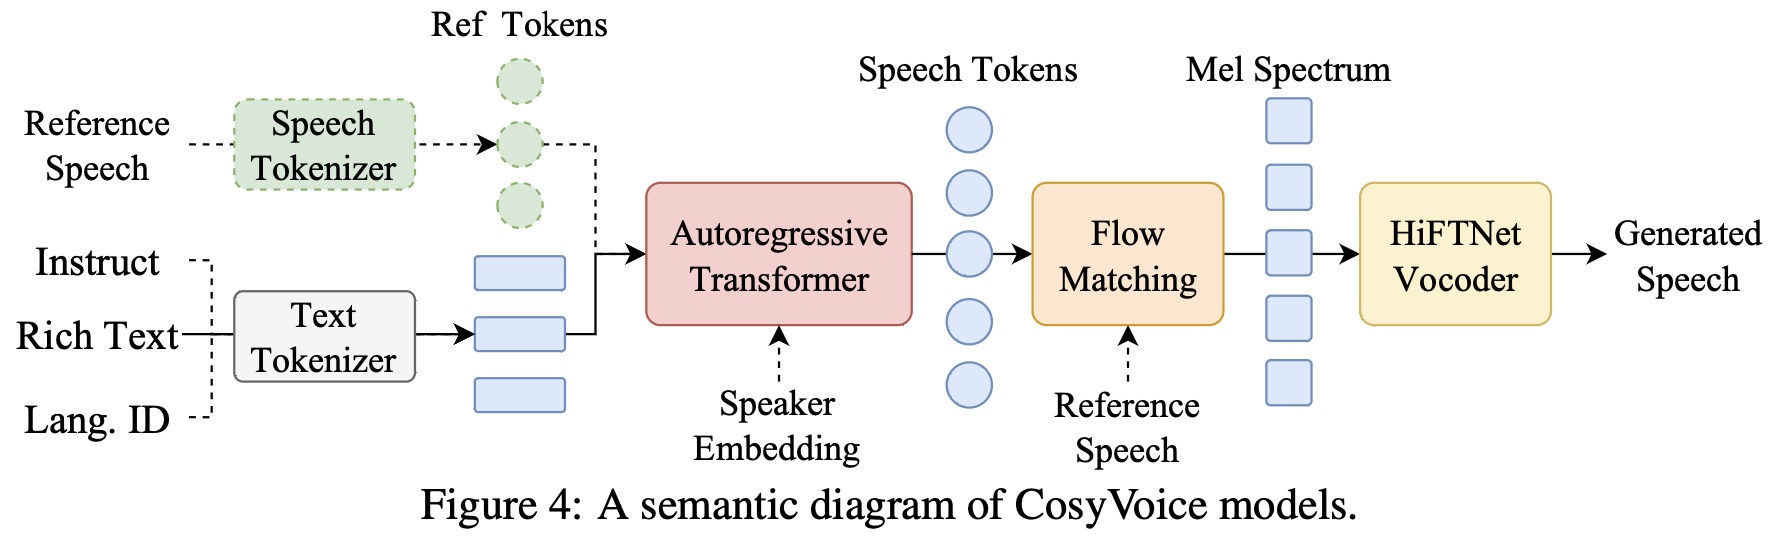 Ref Tokens
Speech Tokens
Mel Spectrum
Reference
Speech
Speech
Tokenizer
Instruct
Rich Text
Lang. ID
Text
Tokenizer
Autoregressive
Transformer
Speaker
Embedding
Flow
Matching
Reference
Speech
HiFTNet
Vocoder
Generated
Speech
Figure 4: A semantic diagram of CosyVoice models.